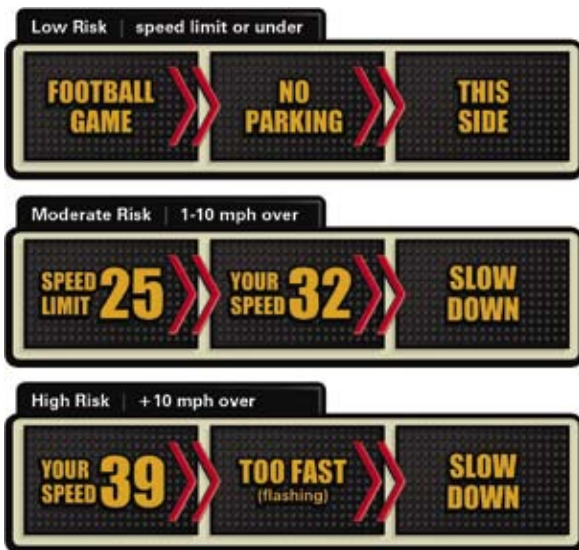 Low Risk | speed limit or under
FOOTBALL
GAME
NO
PARKING
THIS
SIDE
Moderate Risk | 1-10 mph over
SPEED
LIMIT 25
YOUR
SPEED 32
SLOW
DOWN
High Risk | +10 mph over
YOUR
SPEED 39
TOO FAST
(flashing)
SLOW
DOWN